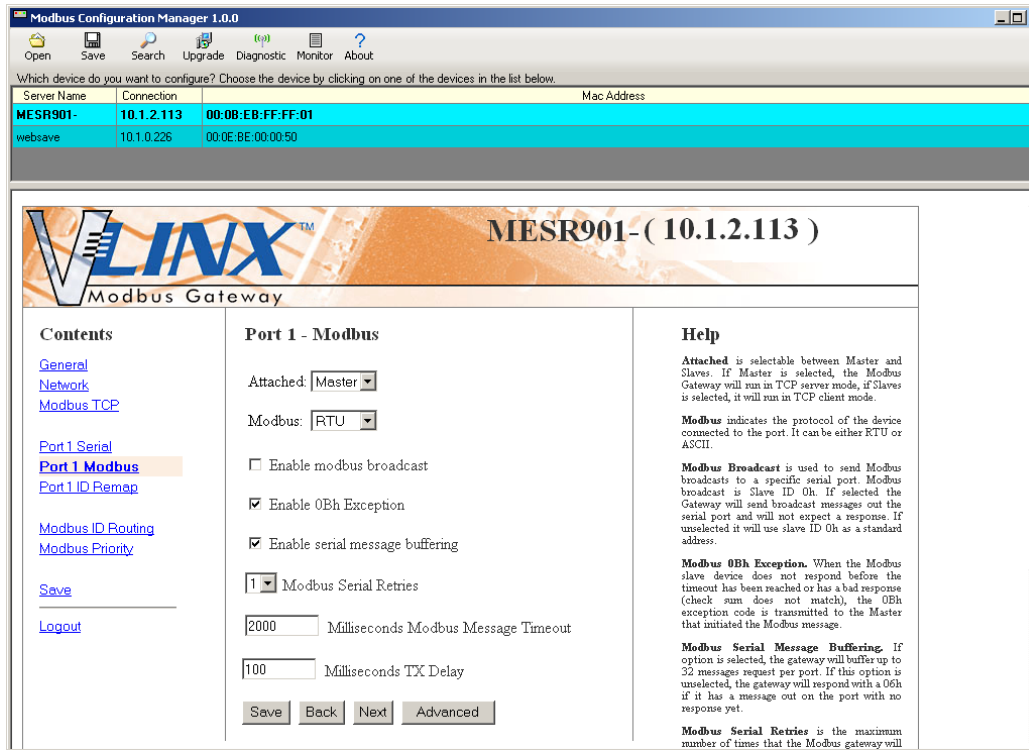 Modbus Configuration Manager 1.0.0
Open Save Search Upgrade Diagnostic Monitor About
Which device do you want to configure? Choose the device by clicking on one of the devices in the list below.
Server Name Connection Mac Address
MESR901- 10.1.2.113 00:0B:EB:FF:FF:01
websave 10.1.0.226 00:0E:BE:00:00:50
VLINX™
Modbus Gateway
MESR901- ( 10.1.2.113 )
Contents
General
Network
Modbus TCP
Port 1 Serial
Port 1 Modbus
Port 1 ID Remap
Modbus ID Routing
Modbus Priority
Save
Logout
Port 1 - Modbus
Attached: Master
Modbus: RTU
Enable modbus broadcast
Enable 0Bh Exception
Enable serial message buffering
1 Modbus Serial Retries
2000 Milliseconds Modbus Message Timeout
100 Milliseconds TX Delay
Save Back Next Advanced
Help
Attached is selectable between Master and
Slaves. If Master is selected, the Modbus
Gateway will run in TCP server mode, if Slaves
is selected, it will run in TCP client mode.
Modbus indicates the protocol of the device
connected to the port. It can be either RTU or
ASCII.
Modbus Broadcast is used to send Modbus
broadcasts to a specific serial port. Modbus
broadcast is Slave ID 0h. If selected the
Gateway will send broadcast messages out the
serial port and will not expect a response. If
unselected it will use slave ID 0h as a standard
address.
Modbus 0Bh Exception. When the Modbus
slave device does not respond before the
timeout has been reached or has a bad response
(check sum does not match), the 0Bh
exception code is transmitted to the Master
that initiated the Modbus message.
Modbus Serial Message Buffering. If
option is selected, the gateway will buffer up to
32 messages request per port. If this option is
unselected, the gateway will respond with a 06h
if it has a message out on the port with no
response yet.
Modbus Serial Retries is the maximum
number of times that the Modbus gateway will